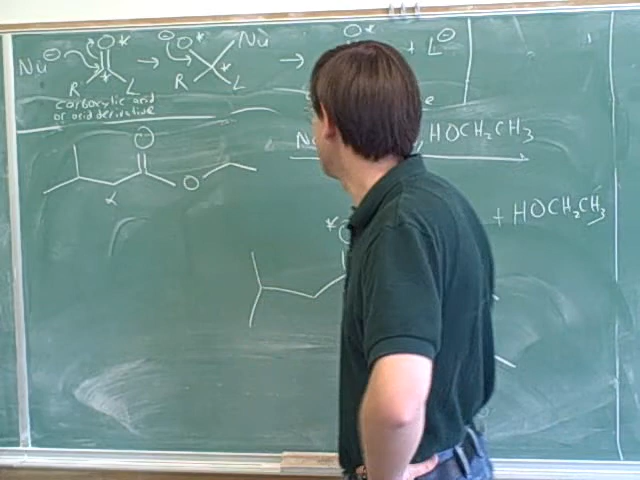 Nu⊖ O* Nu → ⊖O* * → O* + L⊖
R * L R L
carboxylic acid
or acid derivative
HOCH₂CH₃
O
α
*O + HOCH₂CH₃